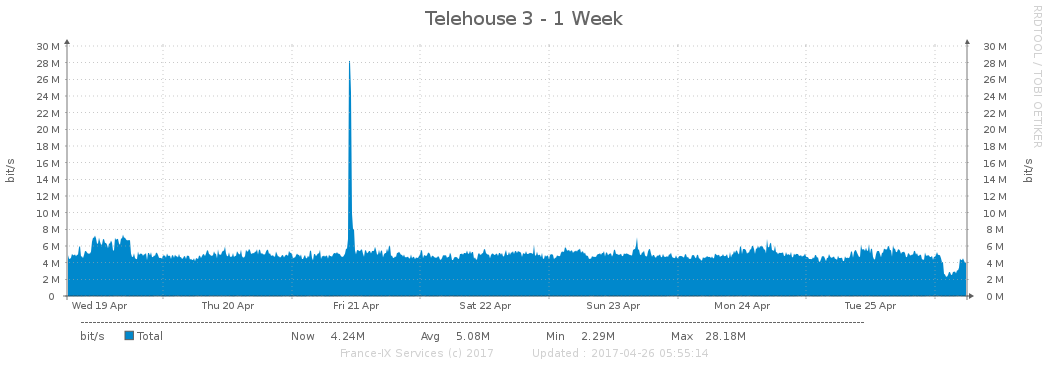 Telehouse 3 - 1 Week
RRDTOOL / TOBI OETIKER
30 M 30 M
28 M 28 M
26 M 26 M
24 M 24 M
22 M 22 M
20 M 20 M
18 M 18 M
16 M 16 M
14 M 14 M
12 M 12 M
10 M 10 M
8 M 8 M
6 M 6 M
4 M 4 M
2 M 2 M
0 0 M
bit/s bit/s
Wed 19 Apr Thu 20 Apr Fri 21 Apr Sat 22 Apr Sun 23 Apr Mon 24 Apr Tue 25 Apr
bit/s Total Now 4.24M Avg 5.08M Min 2.29M Max 28.18M
France-IX Services (c) 2017 Updated : 2017-04-26 05:55:14